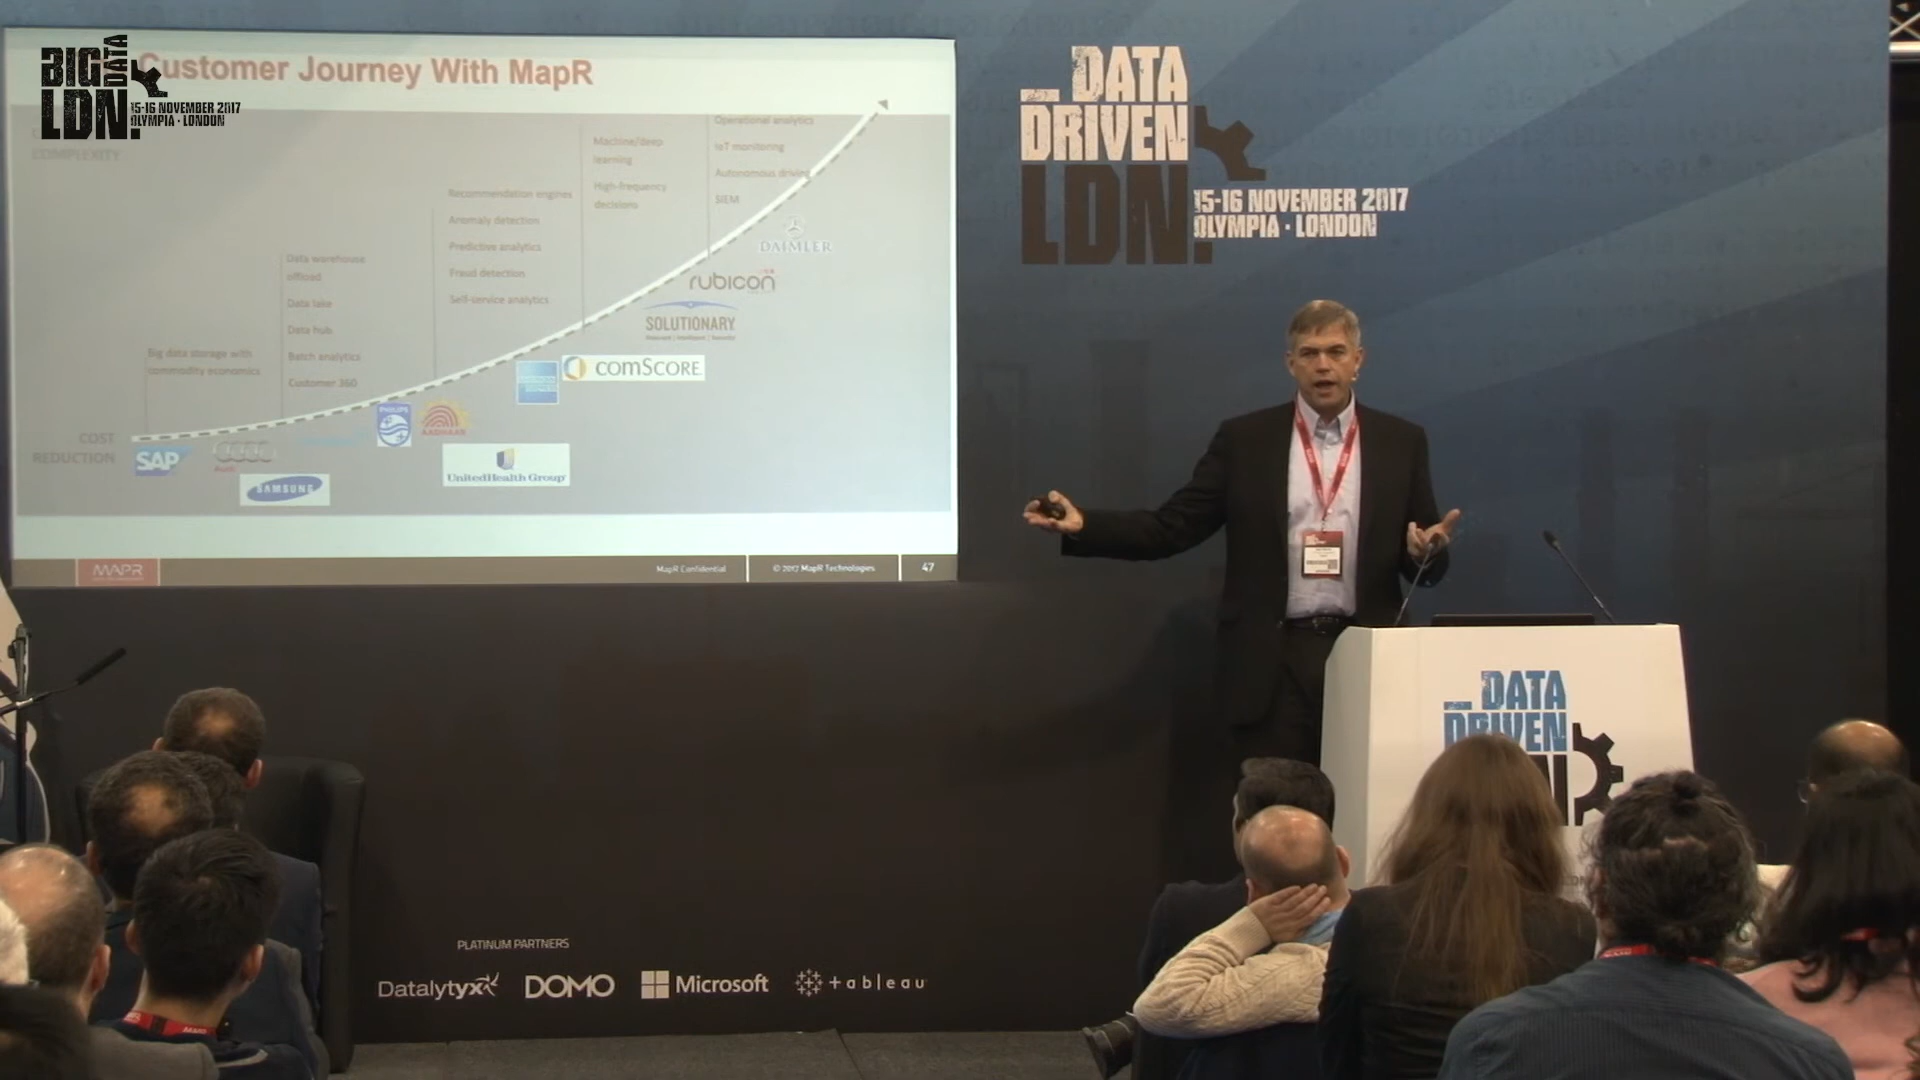 BIG DATA
LDN.
15-16 NOVEMBER 2017
OLYMPIA · LONDON
Customer Journey With MapR
COMPLEXITY
Operational analytics
IoT monitoring
Autonomous driving
SIEM
Machine/deep
learning
High-frequency
decisions
Recommendation engines
Anomaly detection
Predictive analytics
Fraud detection
Self-service analytics
Data warehouse
offload
Data lake
Data hub
Batch analytics
Customer 360
Big data storage with
commodity economics
COST
REDUCTION
DAIMLER
rubicon
SOLUTIONARY
comSCORE
PHILIPS
AADHAAR
UnitedHealth Group
SAP
Audi
SAMSUNG
MAPR
MapR Confidential
© 2017 MapR Technologies
47
DATA
DRIVEN
LDN.
15-16 NOVEMBER 2017
OLYMPIA · LONDON
DATA
DRIVEN
PLATINUM PARTNERS
Datalytyx
DOMO
Microsoft
+ableau